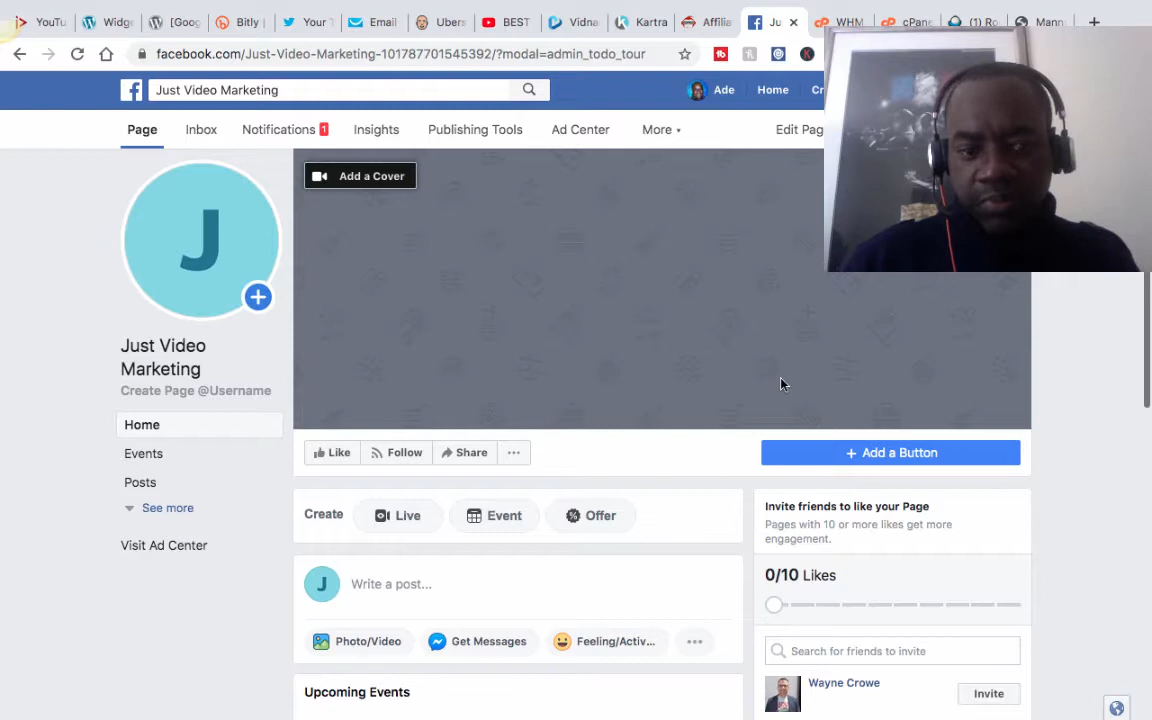 YouTu Widge [Goog Bitly Your T Email Ubers BEST Vidna Kartra Affilia Ju WHM cPane (1) Ro Mann
facebook.com/Just-Video-Marketing-101787701545392/?modal=admin_todo_tour
Just Video Marketing Ade Home Cr
Page Inbox Notifications 1 Insights Publishing Tools Ad Center More Edit Pag
Add a Cover
J
Just Video
Marketing
Create Page @Username
Home
Events
Posts
See more
Visit Ad Center
Like Follow Share ... + Add a Button
Create Live Event Offer
J Write a post...
Photo/Video Get Messages Feeling/Activ... ...
Upcoming Events
Invite friends to like your Page
Pages with 10 or more likes get more
engagement.
0/10 Likes
Search for friends to invite
Wayne Crowe Invite